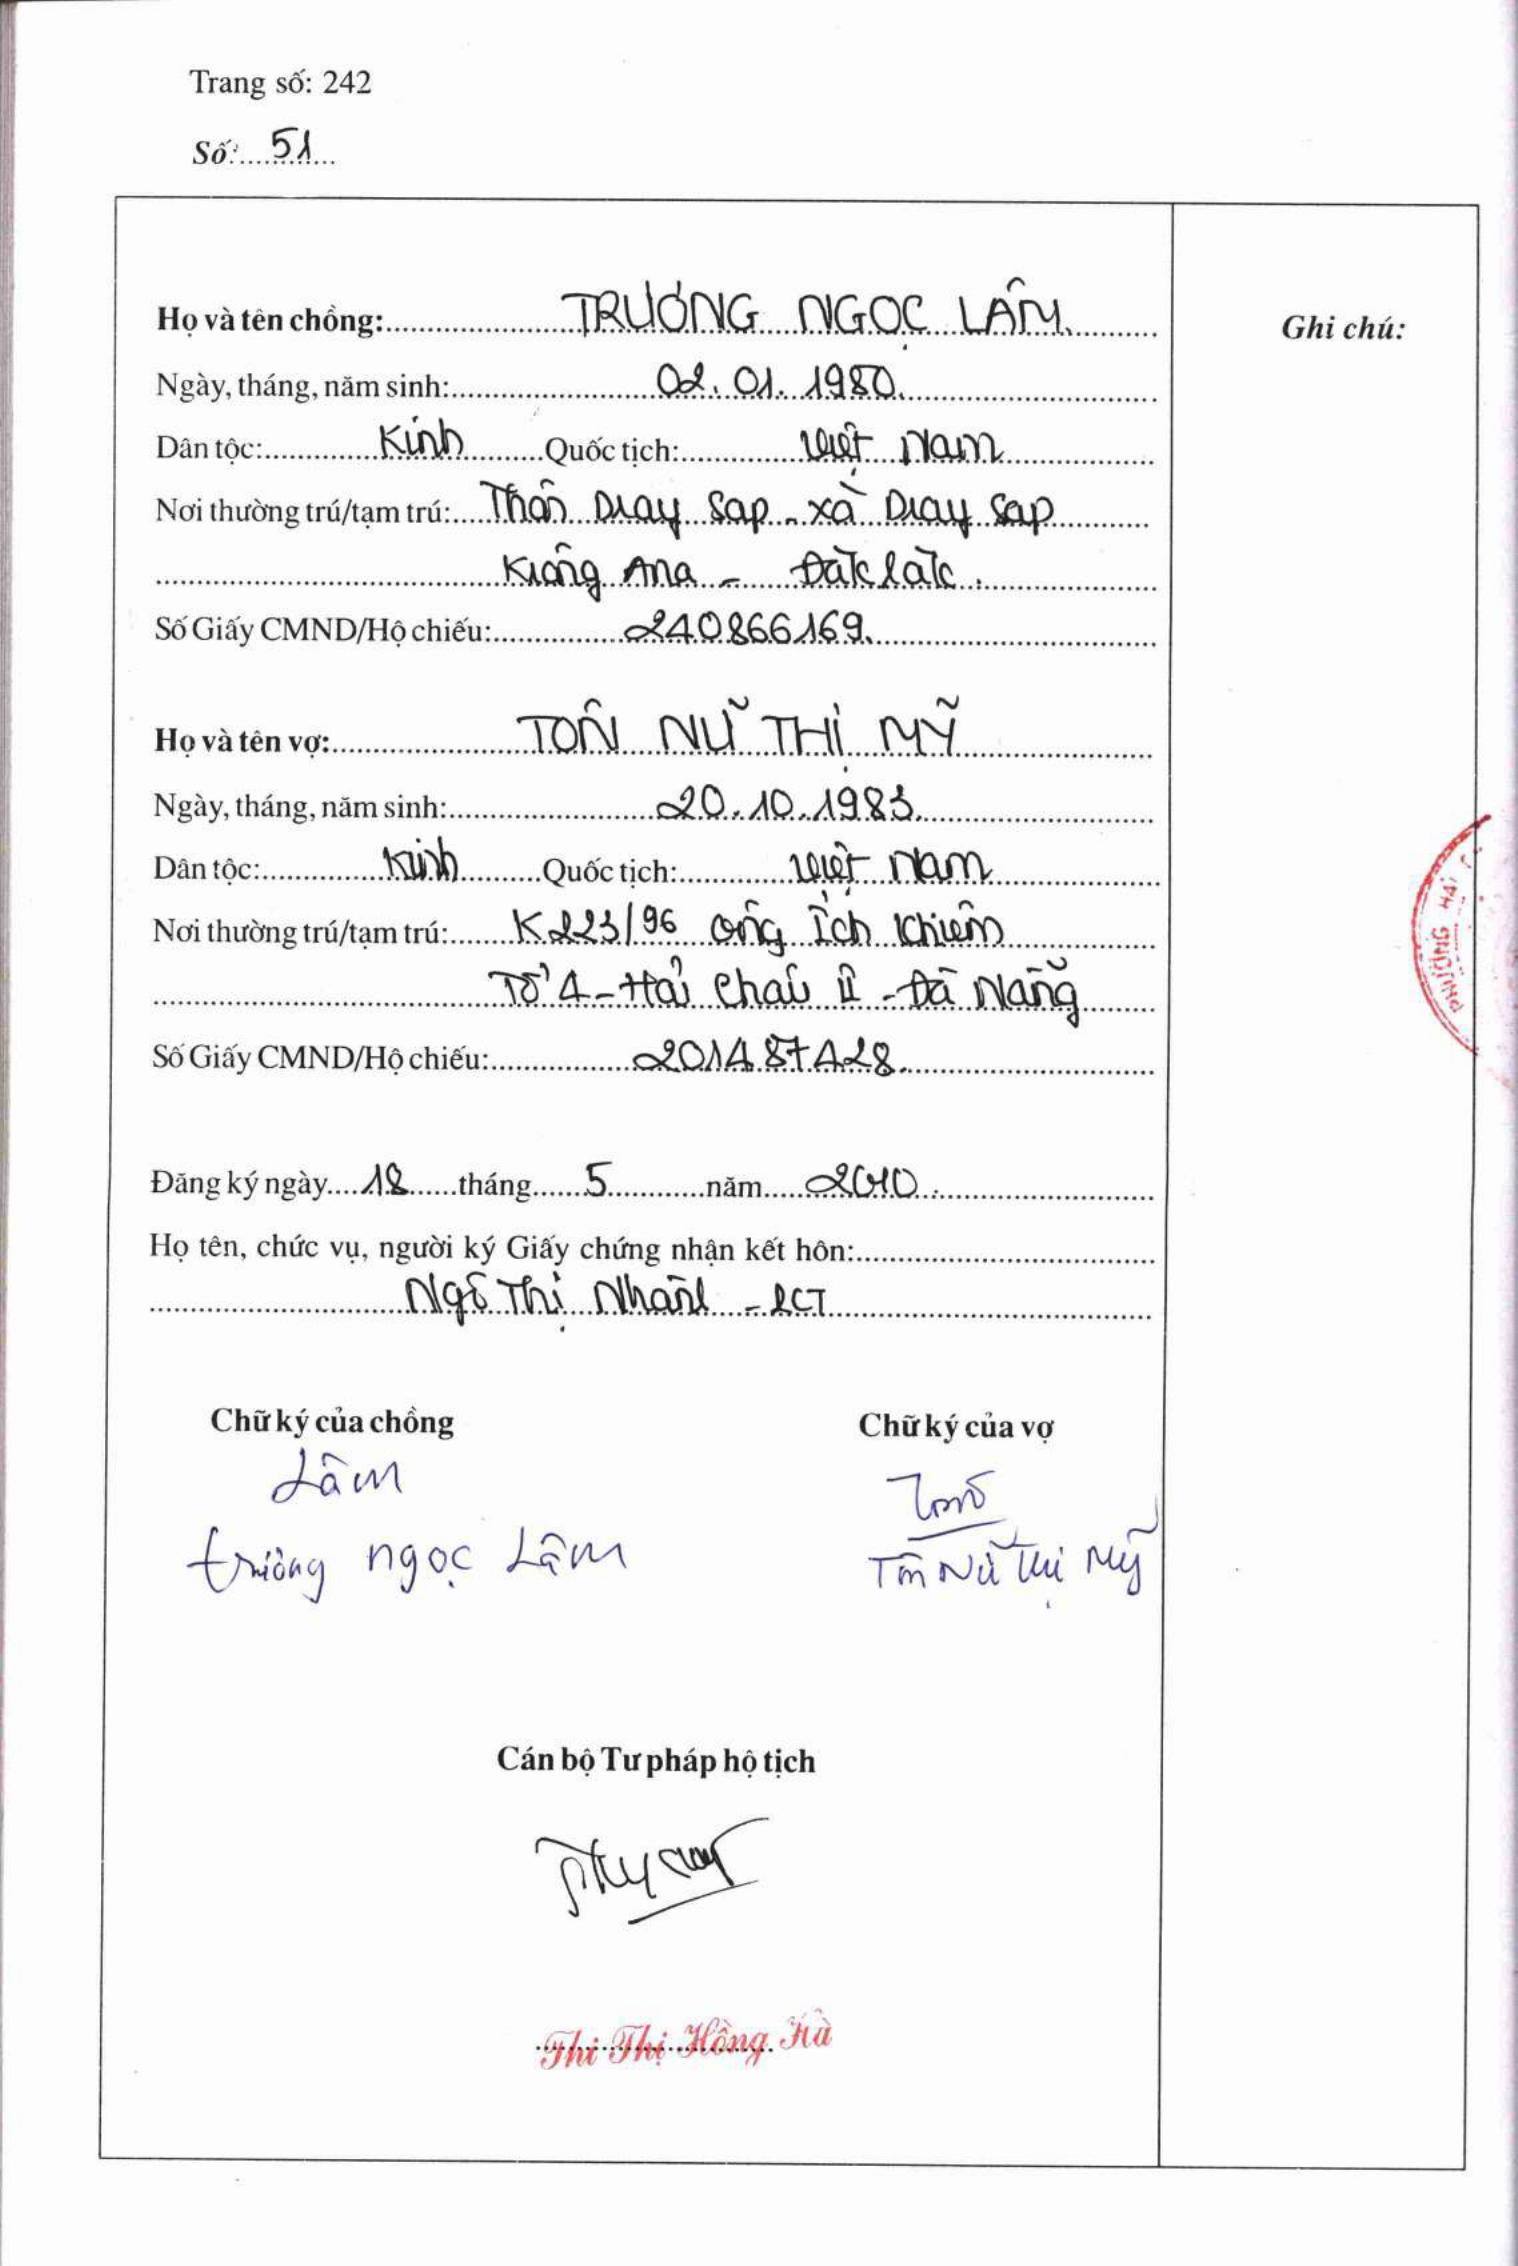 Trang số: 242
Số: 51
Họ và tên chồng: TRƯƠNG NGỌC LÂM
Ghi chú:
Ngày, tháng, năm sinh: 02.01.1980
Dân tộc: Kinh Quốc tịch: Việt Nam
Nơi thường trú/tạm trú: Thôn Dray Sap - xã Dray Sap
Krông Ana - Đăk lăk.
Số Giấy CMND/Hộ chiếu: 240866169
Họ và tên vợ: TÔN NỮ THỊ MỸ
Ngày, tháng, năm sinh: 20.10.1983
Dân tộc: Kinh Quốc tịch: Việt Nam
Nơi thường trú/tạm trú: K223/96 Ông Ích Khiêm
Tổ 4 - Hải Châu II - Đà Nẵng
Số Giấy CMND/Hộ chiếu: 201487428
PHƯỜNG HẢI
Đăng ký ngày 18 tháng 5 năm 2010
Họ tên, chức vụ, người ký Giấy chứng nhận kết hôn:
Ngô Thị Nhành - PCT
Chữ ký của chồng Chữ ký của vợ
Lâm
Trương Ngọc Lâm Tôn Nữ Thị Mỹ
Cán bộ Tư pháp hộ tịch
Thi Thị Hồng Hà